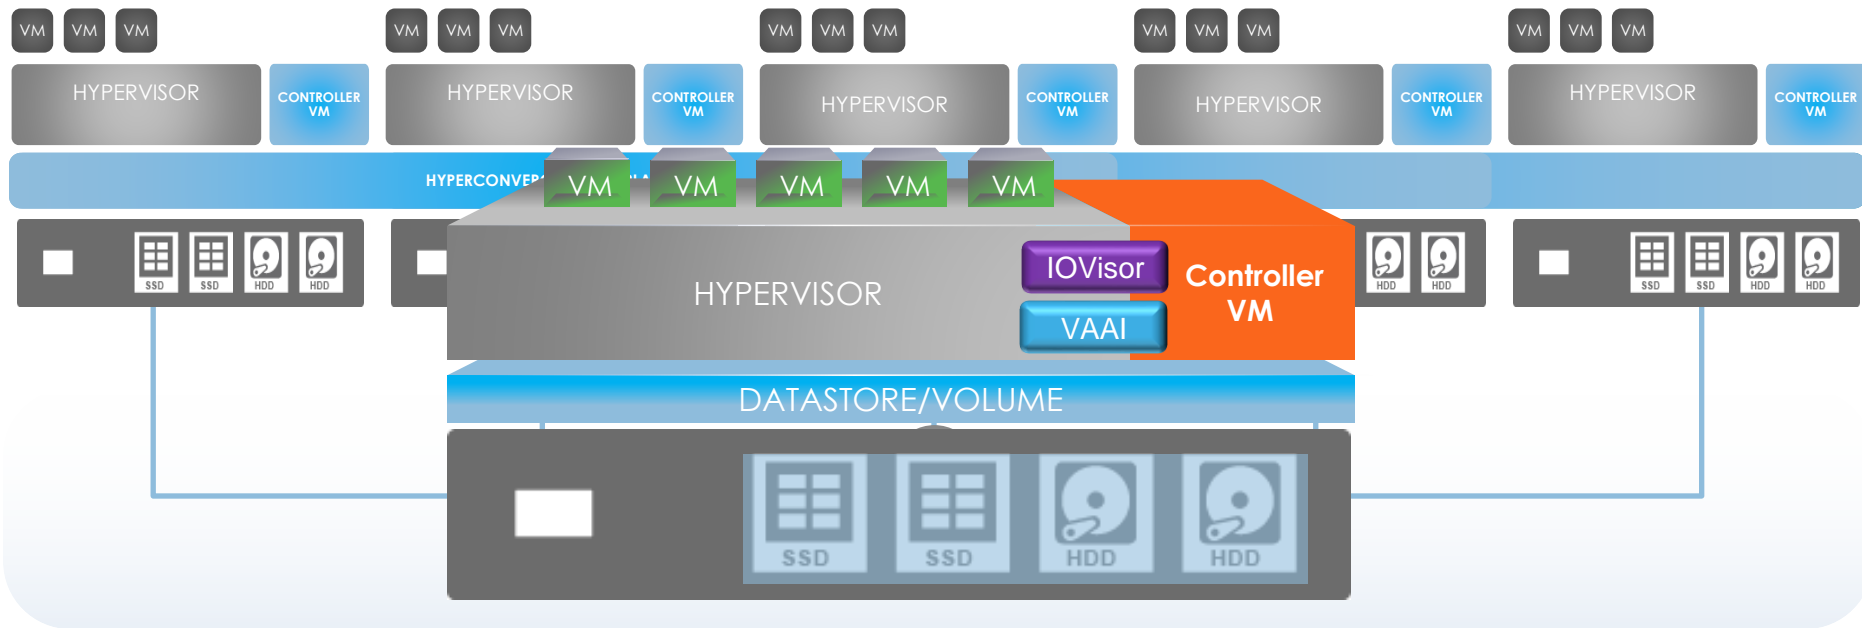 VM VM VM VM VM VM VM VM VM VM VM VM VM VM VM
HYPERVISOR
CONTROLLER
VM
HYPERVISOR
CONTROLLER
VM
HYPERVISOR
CONTROLLER
VM
HYPERVISOR
CONTROLLER
VM
HYPERVISOR
CONTROLLER
VM
VM VM VM VM VM
SSD SSD HDD HDD
HDD HDD
SSD SSD HDD HDD
HYPERVISOR
IOVisor
VAAI
Controller
VM
DATASTORE/VOLUME
SSD SSD HDD HDD